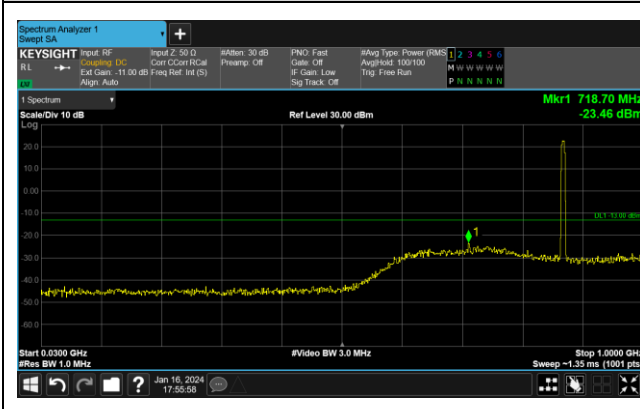 Spectrum Analyzer 1
Swept SA
KEYSIGHT
RL
LW
Input: RF
Coupling: DC
Ext Gain: -11.00 dB
Align: Auto
Input Z: 50 Ω
Corr CCorr RCal
Freq Ref: Int (S)
#Atten: 30 dB
Preamp: Off
PNO: Fast
Gate: Off
IF Gain: Low
Sig Track: Off
#Avg Type: Power (RMS
Avg|Hold: 100/100
Trig: Free Run
1 2 3 4 5 6
M W W W W W
P N N N N N
1 Spectrum
Mkr1 718.70 MHz
Scale/Div 10 dB
Ref Level 30.00 dBm
-23.46 dBm
Log
20.0
10.0
0.00
-10.0
DL1 -13.00 dBm
1
-20.0
-30.0
-40.0
-50.0
-60.0
Start 0.0300 GHz
#Video BW 3.0 MHz
Stop 1.0000 GHz
#Res BW 1.0 MHz
Sweep ~1.35 ms (1001 pts
?
Jan 16, 2024
17:55:58